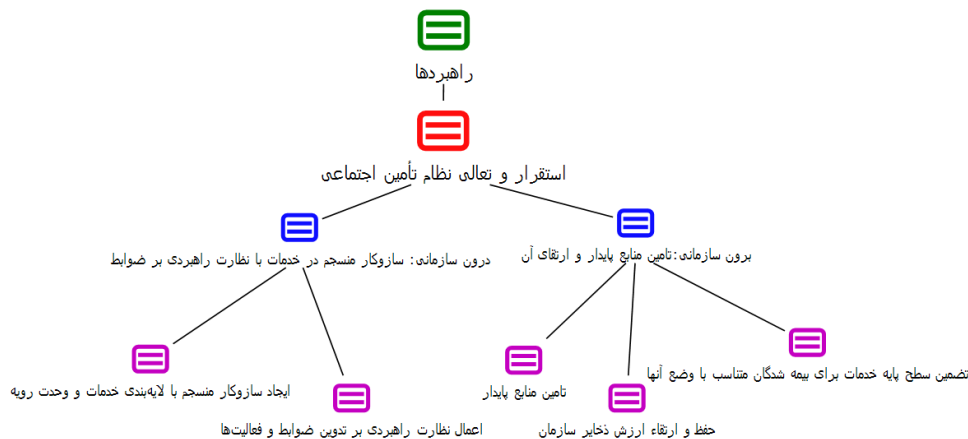 راهبردها
استقرار و تعالی نظام تأمین اجتماعی
برون سازمانی:تامین منابع پایدار و ارتقای آن
درون سازمانی: سازوکار منسجم در خدمات با نظارت راهبردی بر ضوابط
تضمین سطح پایه خدمات برای بیمه شدگان متناسب با وضع آنها
تامین منابع پایدار
ایجاد سازوکار منسجم با لایه‌بندی خدمات و وحدت رویه
حفظ و ارتقاء ارزش ذخایر سازمان
اعمال نظارت راهبردی بر تدوین ضوابط و فعالیت‌ها